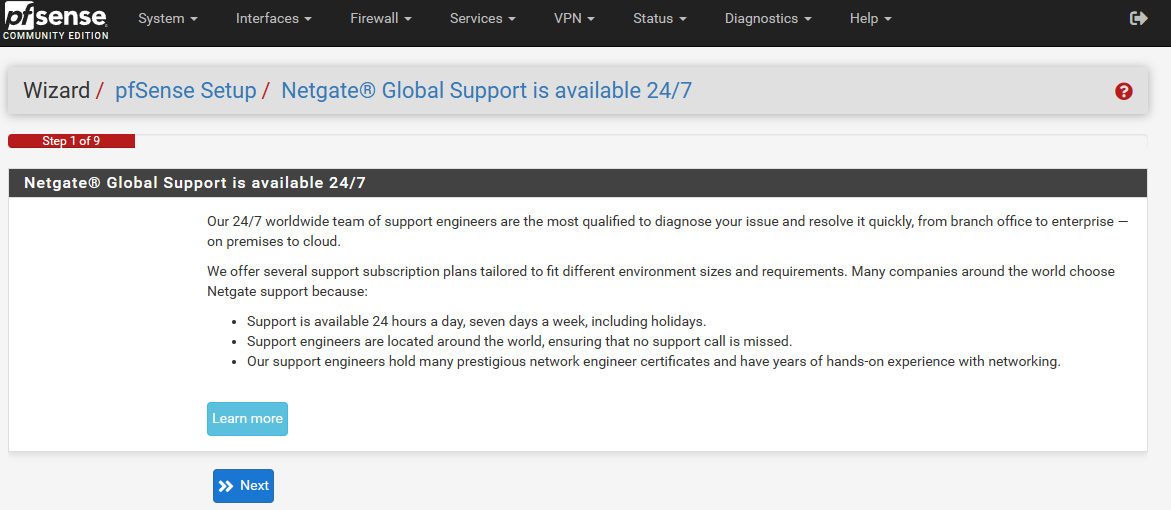 pfsense
COMMUNITY EDITION
System
Interfaces
Firewall
Services
VPN
Status
Diagnostics
Help
Wizard / pfSense Setup / Netgate® Global Support is available 24/7
Step 1 of 9
Netgate® Global Support is available 24/7
Our 24/7 worldwide team of support engineers are the most qualified to diagnose your issue and resolve it quickly, from branch office to enterprise —
on premises to cloud.
We offer several support subscription plans tailored to fit different environment sizes and requirements. Many companies around the world choose
Netgate support because:
• Support is available 24 hours a day, seven days a week, including holidays.
• Support engineers are located around the world, ensuring that no support call is missed.
• Our support engineers hold many prestigious network engineer certificates and have years of hands-on experience with networking.
Learn more
Next